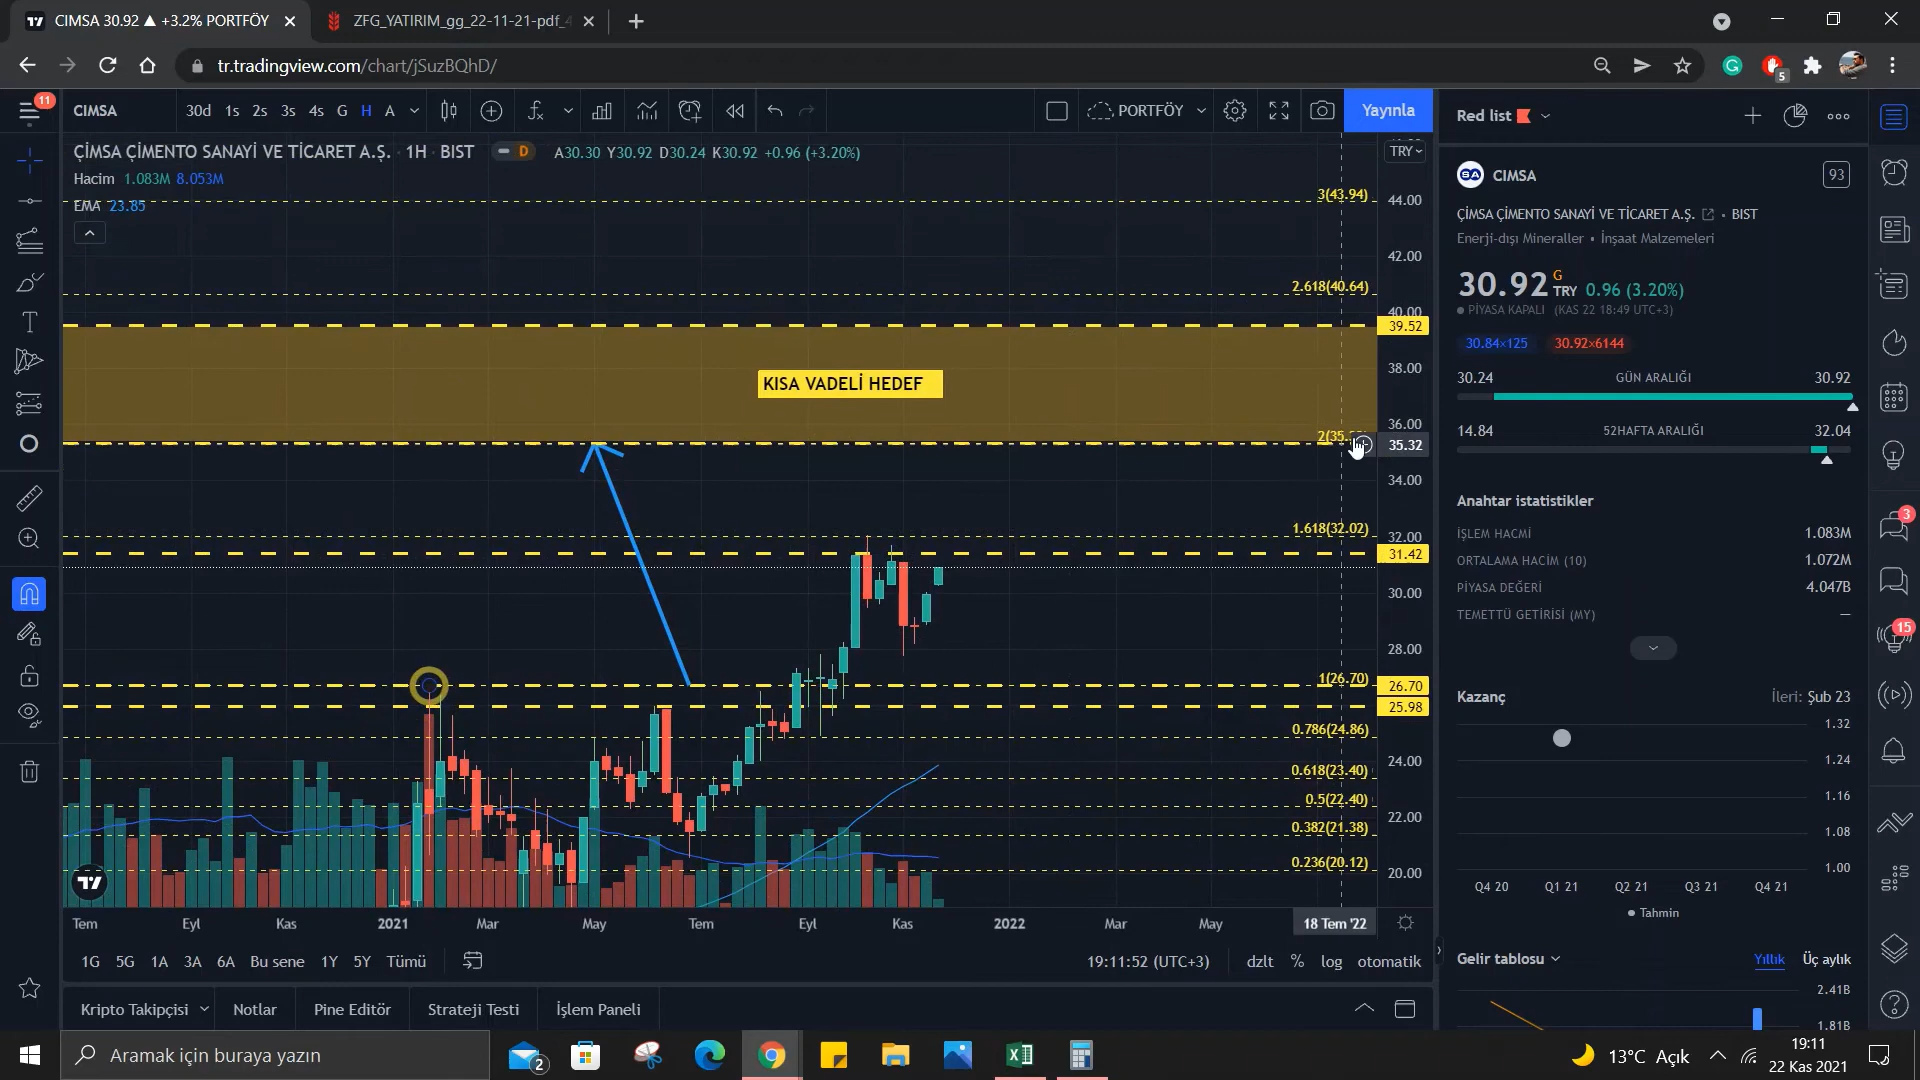 CIMSA 30.92 ▲ +3.2% PORTFÖY
ZFG_YATIRIM_gg_22-11-21-pdf_4
tr.tradingview.com/chart/jSuzBQhD/
5
11
CIMSA
30d 1s 2s 3s 4s G H A
PORTFÖY
Yayınla
ÇİMSA ÇİMENTO SANAYİ VE TİCARET A.Ş. · 1H · BIST
D
A30.30 Y30.92 D30.24 K30.92 +0.96 (+3.20%)
Hacim 1.083M 8.053M
EMA 23.85
TRY
3(43.94)
44.00
42.00
2.618(40.64)
40.00
39.52
38.00
KISA VADELİ HEDEF
36.00
2(35.
35.32
34.00
1.618(32.02)
32.00
31.42
30.00
28.00
1(26.70)
26.70
25.98
0.786(24.86)
24.00
0.618(23.40)
0.5(22.40)
22.00
0.382(21.38)
0.236(20.12)
20.00
Tem Eyl Kas 2021 Mar May Tem Eyl Kas 2022 Mar May 18 Tem '22
1G 5G 1A 3A 6A Bu sene 1Y 5Y Tümü
19:11:52 (UTC+3) dzlt % log otomatik
Kripto Takipçisi Notlar Pine Editör Strateji Testi İşlem Paneli
Red list
CIMSA
93
ÇİMSA ÇİMENTO SANAYİ VE TİCARET A.Ş. • BIST
Enerji-dışı Mineraller • İnşaat Malzemeleri
30.92 G TRY 0.96 (3.20%)
PİYASA KAPALI (KAS 22 18:49 UTC+3)
30.84×125 30.92×6144
30.24 GÜN ARALIĞI 30.92
14.84 52HAFTA ARALIĞI 32.04
Anahtar istatistikler
İŞLEM HACMİ 1.083M
ORTALAMA HACİM (10) 1.072M
PİYASA DEĞERİ 4.047B
TEMETTÜ GETİRİSİ (MY) —
Kazanç İleri: Şub 23
1.32
1.24
1.16
1.08
1.00
Q4 20 Q1 21 Q2 21 Q3 21 Q4 21
Tahmin
Gelir tablosu Yıllık Üç aylık
2.41B
1.81B
3
15
Aramak için buraya yazın
2
13°C Açık
19:11
22 Kas 2021